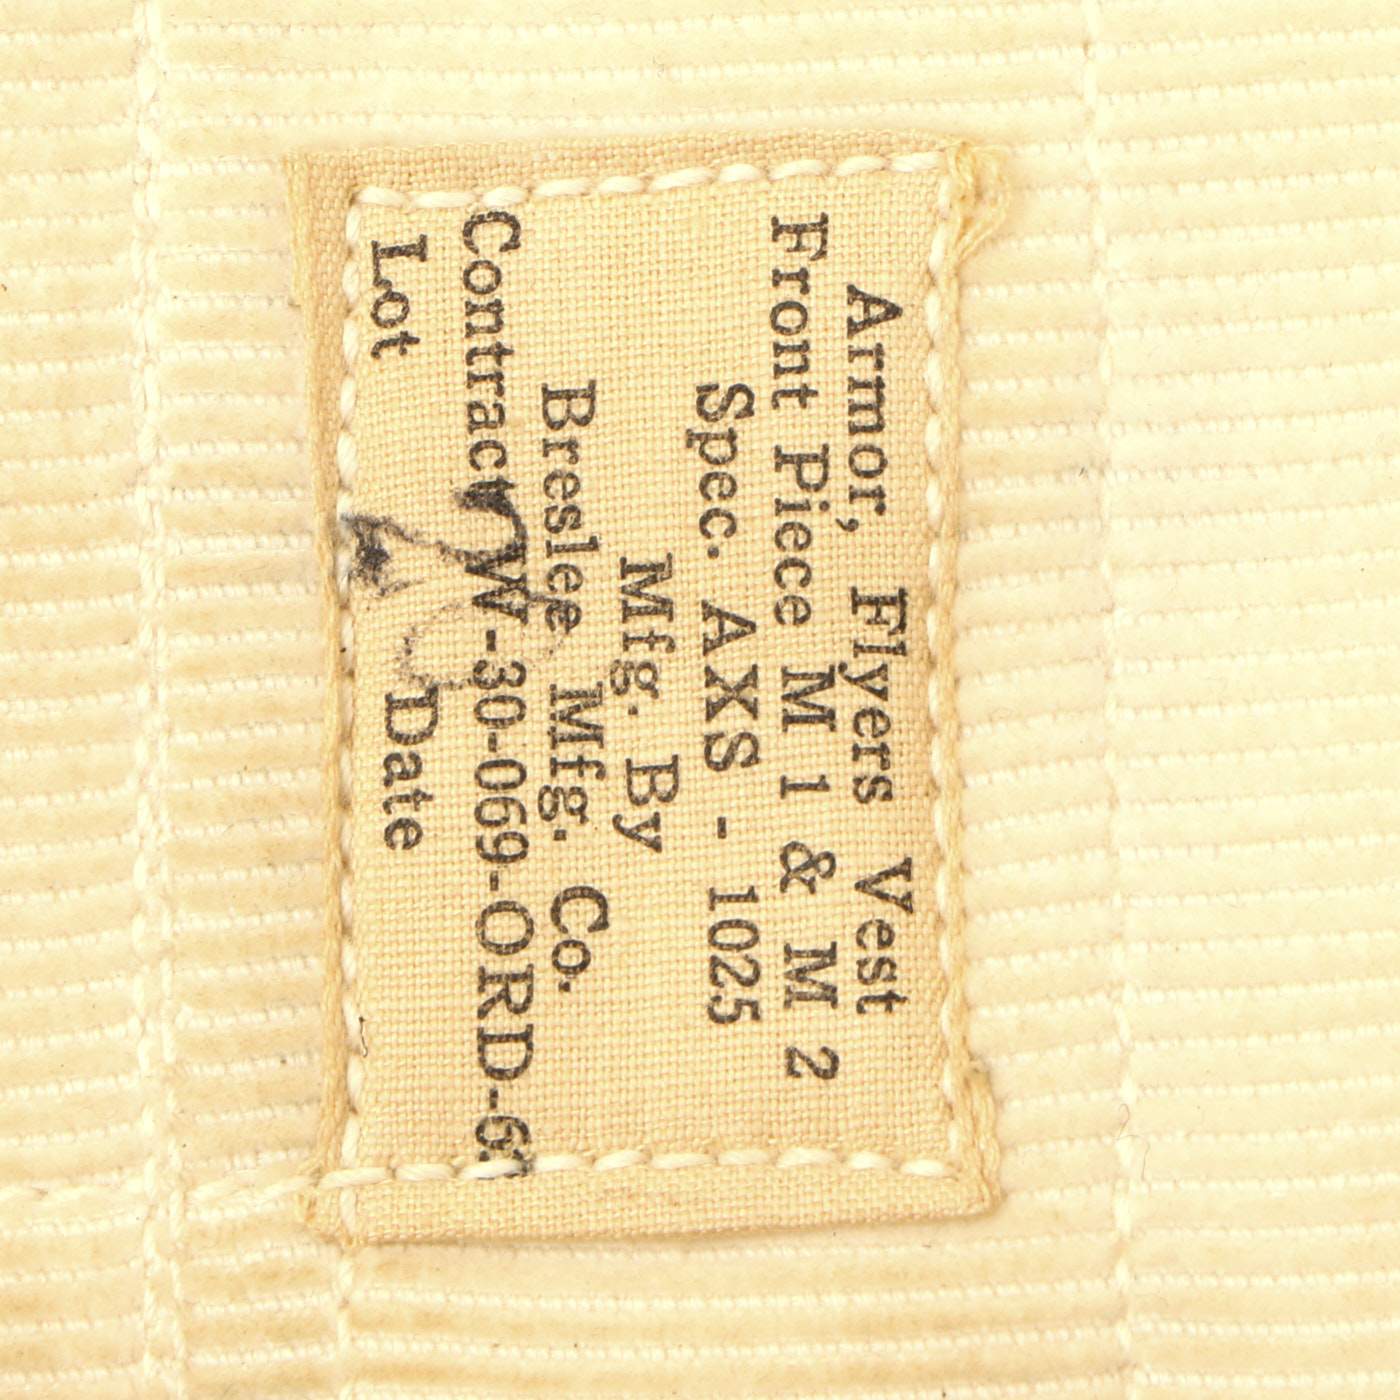 Armor, Flyers Vest
Front Piece M 1 & M 2
Spec. AXS - 1025
Mfg. By
Breslee Mfg. Co.
Contract W-30-069-ORD-6
Lot Date